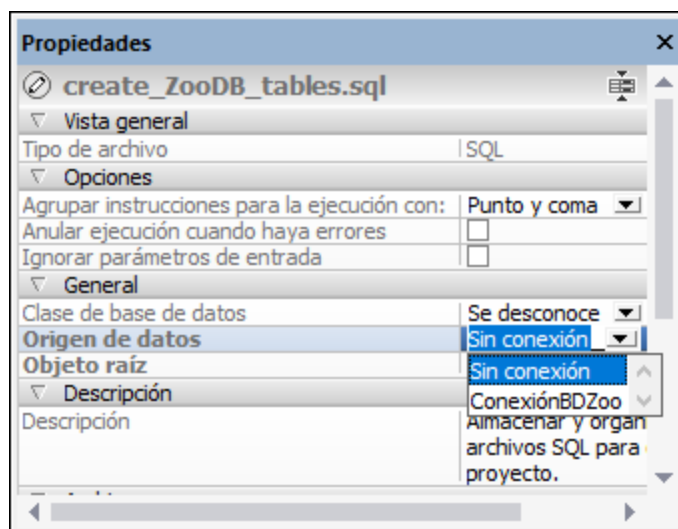 Propiedades
create_ZooDB_tables.sql
Vista general
Tipo de archivo SQL
Opciones
Agrupar instrucciones para la ejecución con: Punto y coma
Anular ejecución cuando haya errores
Ignorar parámetros de entrada
General
Clase de base de datos Se desconoce
Origen de datos Sin conexión
Objeto raíz Sin conexión
ConexiónBDZoo
Descripción
Descripción Almacenar y organ
archivos SQL para
proyecto.